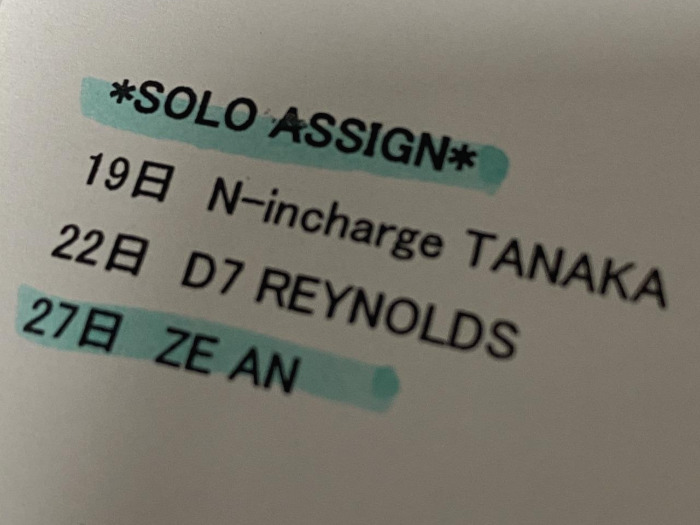 *SOLO ASSIGN*
19日 N-incharge TANAKA
22日 D7 REYNOLDS
27日 ZE AN